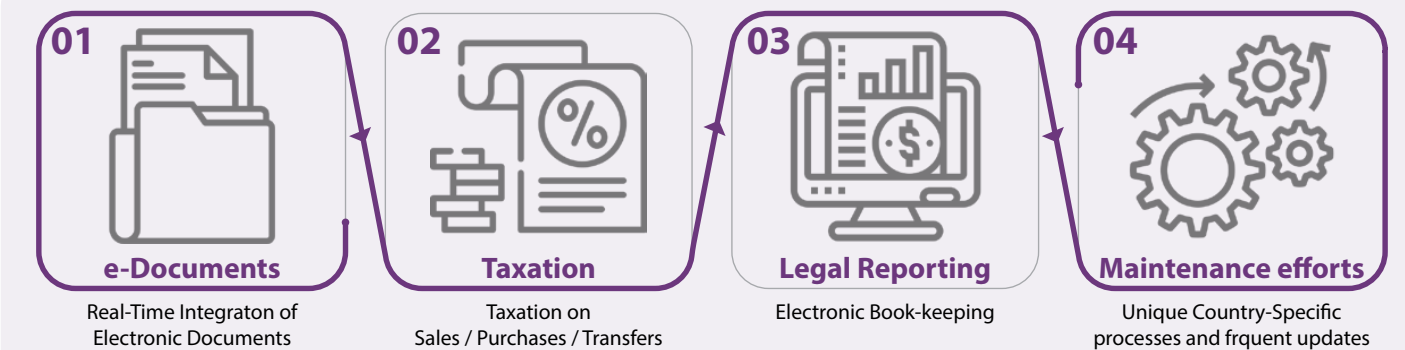 01
e-Documents
Real-Time Integraton of
Electronic Documents
02
%
Taxation
Taxation on
Sales / Purchases / Transfers
03
$
Legal Reporting
Electronic Book-keeping
04
Maintenance efforts
Unique Country-Specific
processes and frquent updates